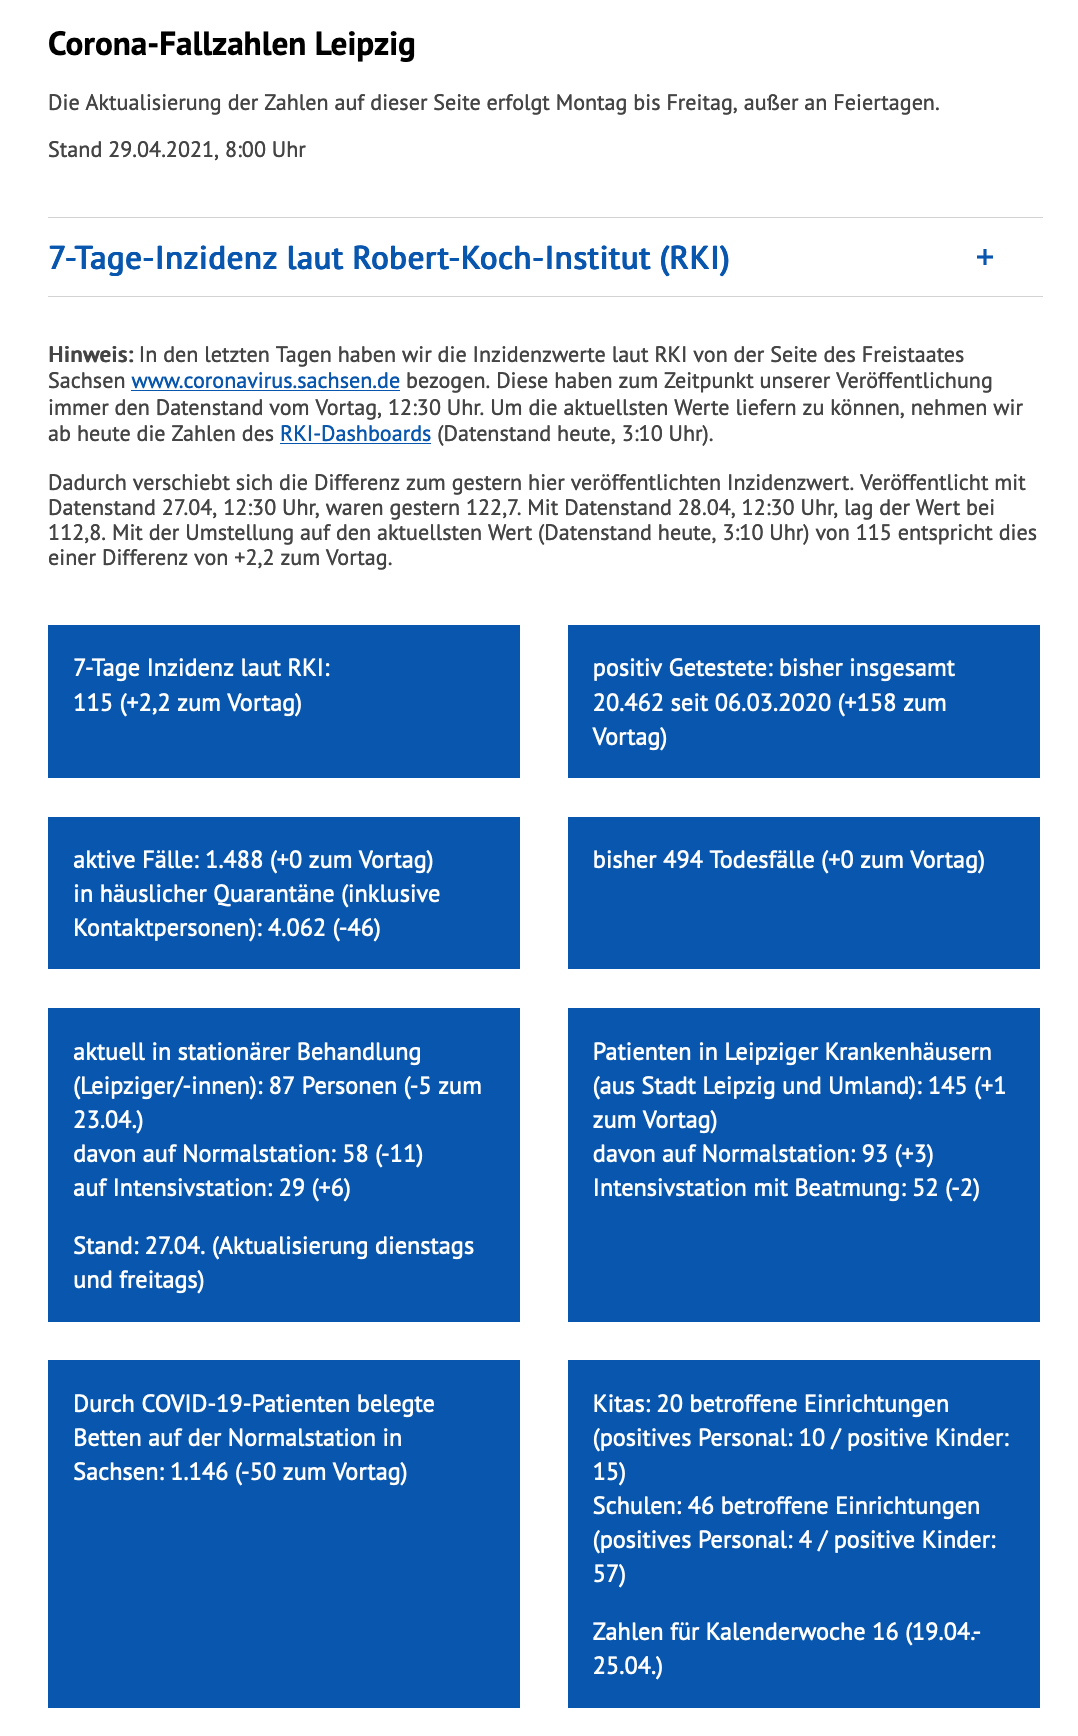 Corona-Fallzahlen Leipzig
Die Aktualisierung der Zahlen auf dieser Seite erfolgt Montag bis Freitag, außer an Feiertagen.
Stand 29.04.2021, 8:00 Uhr
7-Tage-Inzidenz laut Robert-Koch-Institut (RKI) +
Hinweis: In den letzten Tagen haben wir die Inzidenzwerte laut RKI von der Seite des Freistaates
Sachsen www.coronavirus.sachsen.de bezogen. Diese haben zum Zeitpunkt unserer Veröffentlichung
immer den Datenstand vom Vortag, 12:30 Uhr. Um die aktuellsten Werte liefern zu können, nehmen wir
ab heute die Zahlen des RKI-Dashboards (Datenstand heute, 3:10 Uhr).
Dadurch verschiebt sich die Differenz zum gestern hier veröffentlichten Inzidenzwert. Veröffentlicht mit
Datenstand 27.04, 12:30 Uhr, waren gestern 122,7. Mit Datenstand 28.04, 12:30 Uhr, lag der Wert bei
112,8. Mit der Umstellung auf den aktuellsten Wert (Datenstand heute, 3:10 Uhr) von 115 entspricht dies
einer Differenz von +2,2 zum Vortag.
7-Tage Inzidenz laut RKI:
115 (+2,2 zum Vortag)
positiv Getestete: bisher insgesamt
20.462 seit 06.03.2020 (+158 zum
Vortag)
aktive Fälle: 1.488 (+0 zum Vortag)
in häuslicher Quarantäne (inklusive
Kontaktpersonen): 4.062 (-46)
bisher 494 Todesfälle (+0 zum Vortag)
aktuell in stationärer Behandlung
(Leipziger/-innen): 87 Personen (-5 zum
23.04.)
davon auf Normalstation: 58 (-11)
auf Intensivstation: 29 (+6)
Stand: 27.04. (Aktualisierung dienstags
und freitags)
Patienten in Leipziger Krankenhäusern
(aus Stadt Leipzig und Umland): 145 (+1
zum Vortag)
davon auf Normalstation: 93 (+3)
Intensivstation mit Beatmung: 52 (-2)
Durch COVID-19-Patienten belegte
Betten auf der Normalstation in
Sachsen: 1.146 (-50 zum Vortag)
Kitas: 20 betroffene Einrichtungen
(positives Personal: 10 / positive Kinder:
15)
Schulen: 46 betroffene Einrichtungen
(positives Personal: 4 / positive Kinder:
57)
Zahlen für Kalenderwoche 16 (19.04.-
25.04.)